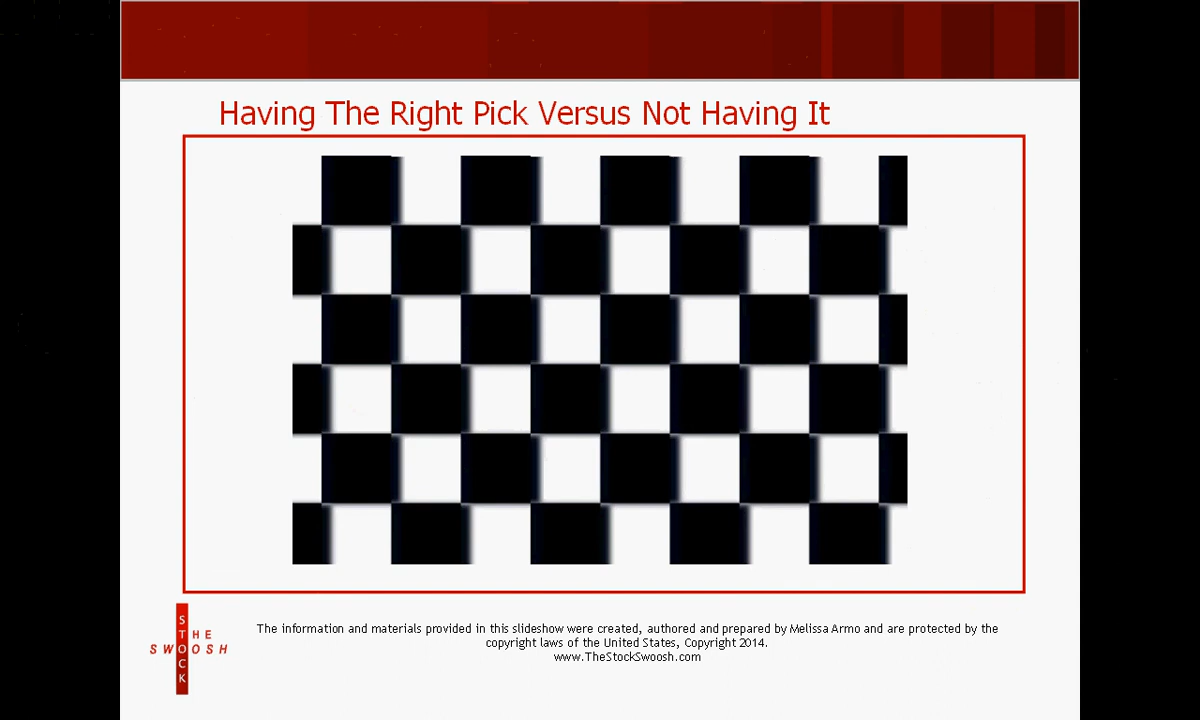 Having The Right Pick Versus Not Having It
THE
STOCK
SWOOSH
The information and materials provided in this slideshow were created, authored and prepared by Melissa Armo and are protected by the
copyright laws of the United States, Copyright 2014.
www.TheStockSwoosh.com